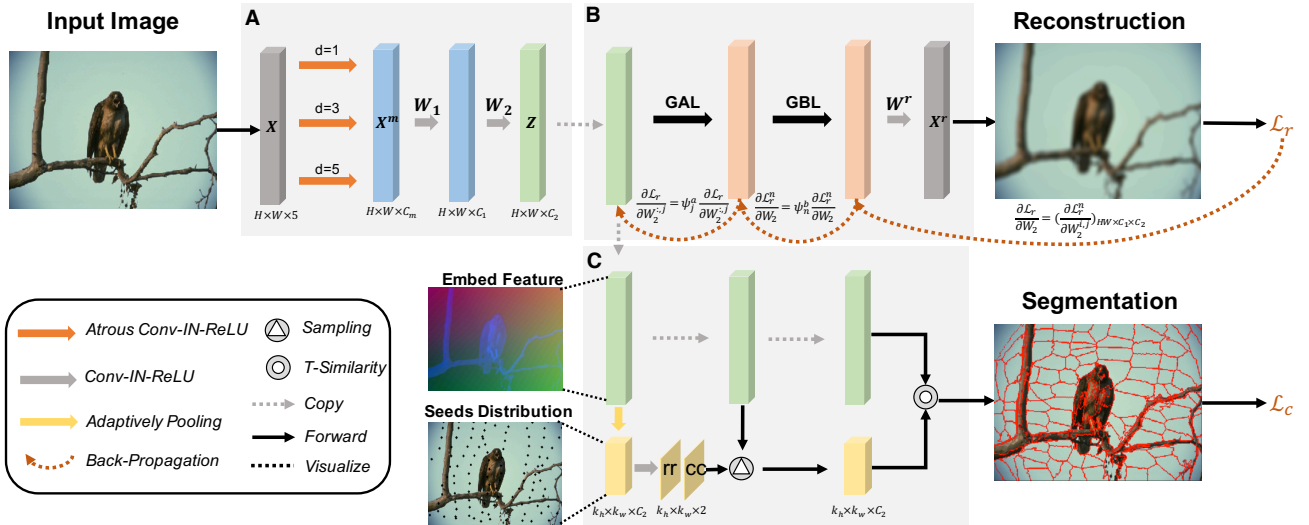 Input Image
A
B
Reconstruction
X
d=1
d=3
d=5
X^m
W_1
W_2
Z
GAL
GBL
W^r
X^r
ℒ_r
H×W×5
H×W×C_m
H×W×C_1
H×W×C_2
∂ℒ_r/∂W_2^{:,j} = ψ_j^a ∂ℒ_r/∂W_2^{:,j}
∂ℒ_r^n/∂W_2 = ψ_n^b ∂ℒ_r^n/∂W_2
∂ℒ_r/∂W_2 = (∂ℒ_r^n/∂W_2^{i,j})_{HW×C_1×C_2}
C
Embed Feature
Segmentation
Seeds Distribution
rr
cc
ℒ_c
k_h×k_w×C_2
k_h×k_w×2
k_h×k_w×C_2
Atrous Conv-IN-ReLU
Conv-IN-ReLU
Adaptively Pooling
Back-Propagation
Sampling
T-Similarity
Copy
Forward
Visualize